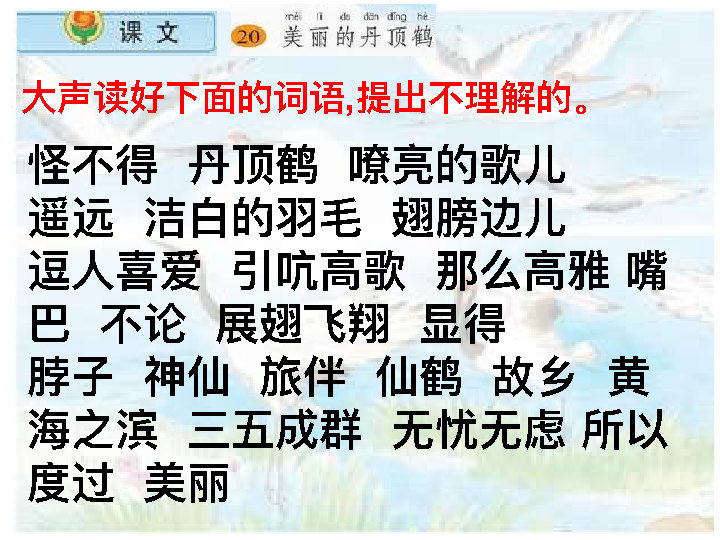 课文
měi lì de dān dǐng hè
20 美丽的丹顶鹤
大声读好下面的词语,提出不理解的。
怪不得 丹顶鹤 嘹亮的歌儿
遥远 洁白的羽毛 翅膀边儿
逗人喜爱 引吭高歌 那么高雅 嘴
巴 不论 展翅飞翔 显得
脖子 神仙 旅伴 仙鹤 故乡 黄
海之滨 三五成群 无忧无虑 所以
度过 美丽